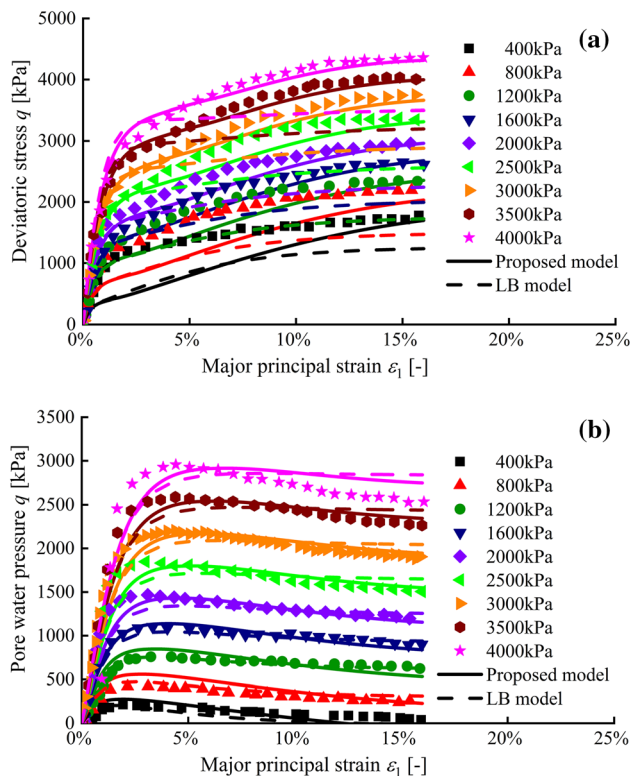 (a)
5000
4000
3000
2000
1000
0
Deviatoric stress q [kPa]
400kPa
800kPa
1200kPa
1600kPa
2000kPa
2500kPa
3000kPa
3500kPa
4000kPa
Proposed model
LB model
0% 5% 10% 15% 20% 25%
Major principal strain ε1 [-]
(b)
3500
3000
2500
2000
1500
1000
500
0
Pore water pressure q [kPa]
400kPa
800kPa
1200kPa
1600kPa
2000kPa
2500kPa
3000kPa
3500kPa
4000kPa
Proposed model
LB model
0% 5% 10% 15% 20% 25%
Major principal strain ε1 [-]